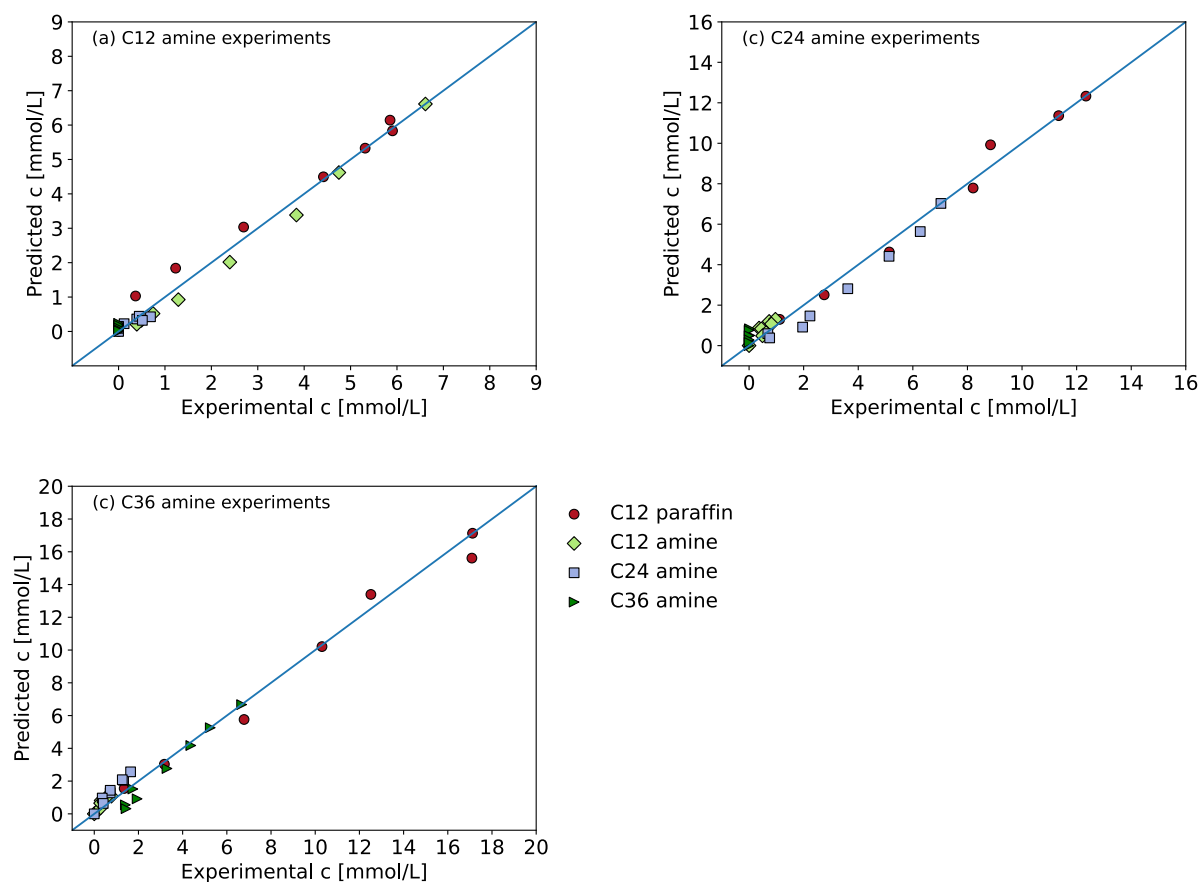 (a) C12 amine experiments
Predicted c [mmol/L]
9
8
7
6
5
4
3
2
1
0
0 1 2 3 4 5 6 7 8 9
Experimental c [mmol/L]
(c) C24 amine experiments
Predicted c [mmol/L]
16
14
12
10
8
6
4
2
0
0 2 4 6 8 10 12 14 16
Experimental c [mmol/L]
(c) C36 amine experiments
Predicted c [mmol/L]
20
18
16
14
12
10
8
6
4
2
0
0 2 4 6 8 10 12 14 16 18 20
Experimental c [mmol/L]
C12 paraffin
C12 amine
C24 amine
C36 amine